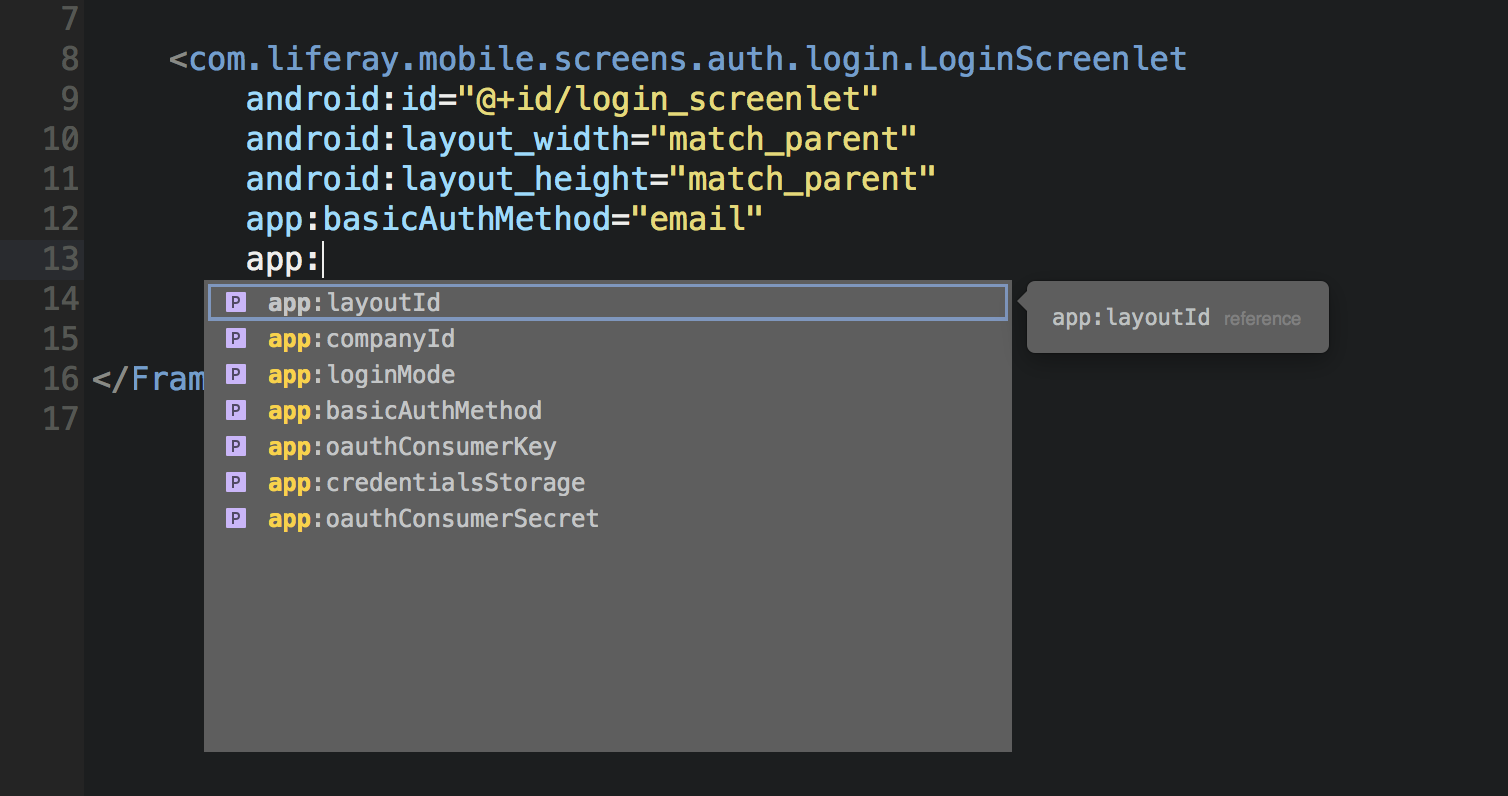 7
8 <com.liferay.mobile.screens.auth.login.LoginScreenlet
9 android:id="@+id/login_screenlet"
10 android:layout_width="match_parent"
11 android:layout_height="match_parent"
12 app:basicAuthMethod="email"
13 app:
14
15
16 </Fram
17
P app:layoutId
P app:companyId
P app:loginMode
P app:basicAuthMethod
P app:oauthConsumerKey
P app:credentialsStorage
P app:oauthConsumerSecret
app:layoutId reference